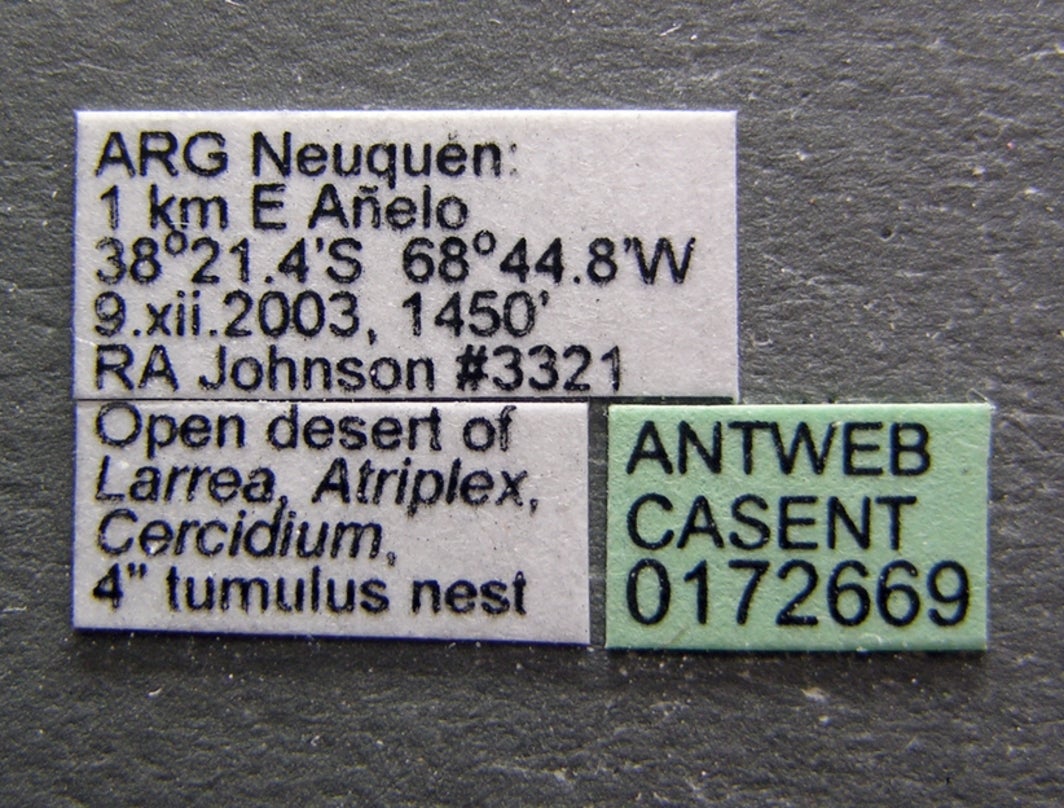 ARG Neuquén:
1 km E Añelo
38°21.4'S 68°44.8'W
9.xii.2003, 1450'
RA Johnson #3321
Open desert of
Larrea, Atriplex,
Cercidium,
4" tumulus nest
ANTWEB
CASENT
0172669